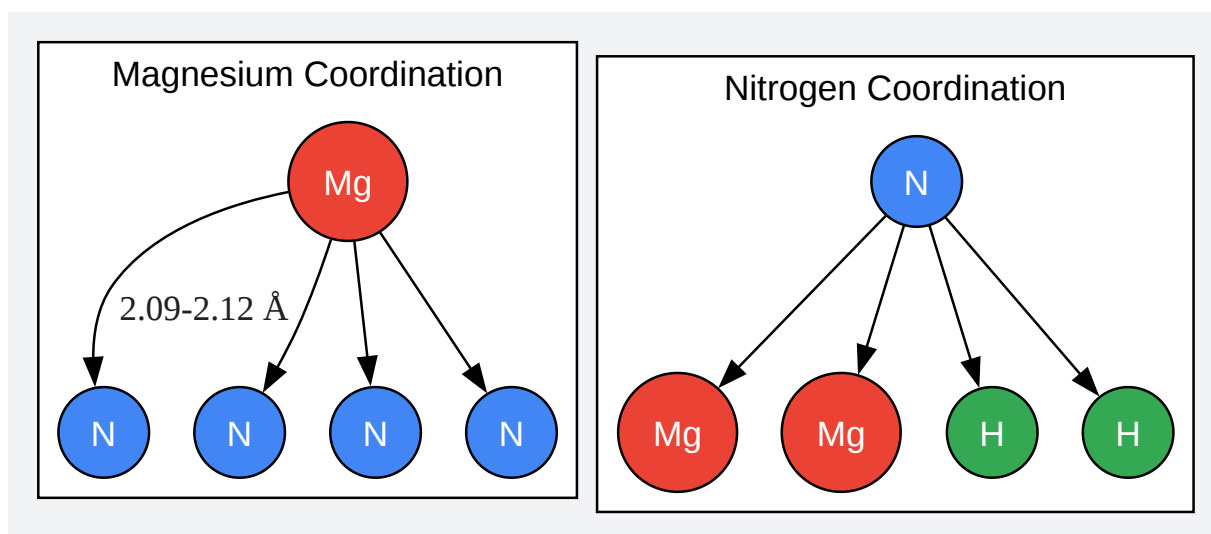 Magnesium Coordination
Mg
2.09-2.12 Å
N
N
N
N
Nitrogen Coordination
N
Mg
Mg
H
H